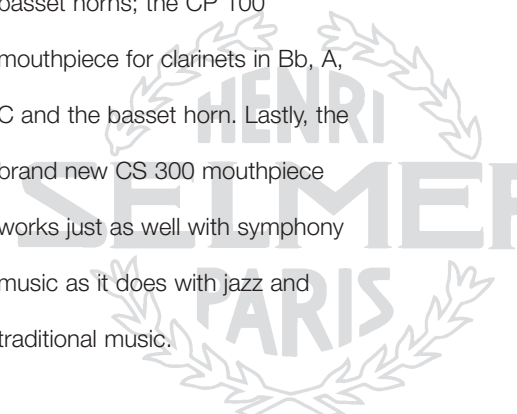 basset horns; the CP 100
mouthpiece for clarinets in Bb, A,
C and the basset horn. Lastly, the
brand new CS 300 mouthpiece
works just as well with symphony
music as it does with jazz and
traditional music.
HENRI
SELMER
PARIS